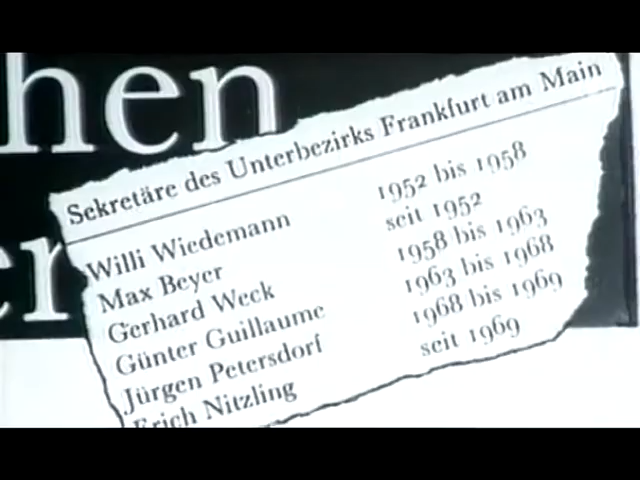 hen
er
Sekretäre des Unterbezirks Frankfurt am Main
Willi Wiedemann 1952 bis 1958
Max Beyer seit 1952
Gerhard Weck 1958 bis 1963
Günter Guillaume 1963 bis 1968
Jürgen Petersdorf 1968 bis 1969
Erich Nitzling seit 1969